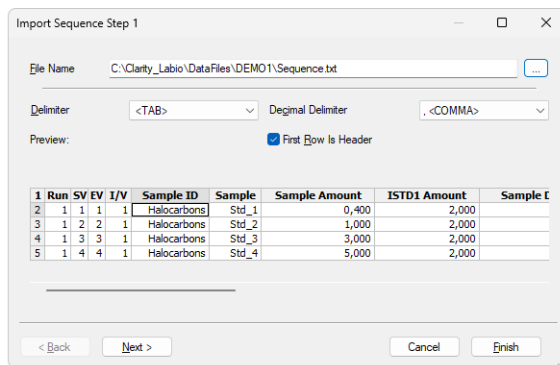 Import Sequence Step 1
File Name C:\Clarity_Labio\DataFiles\DEMO1\Sequence.txt ...
Delimiter <TAB> Decimal Delimiter , <COMMA>
Preview: First Row Is Header
1 Run SV EV I/V Sample ID Sample Sample Amount ISTD1 Amount Sample D
2 1 1 1 1 Halocarbons Std_1 0,400 2,000
3 1 2 2 1 Halocarbons Std_2 1,000 2,000
4 1 3 3 1 Halocarbons Std_3 3,000 2,000
5 1 4 4 1 Halocarbons Std_4 5,000 2,000
< Back Next > Cancel Finish